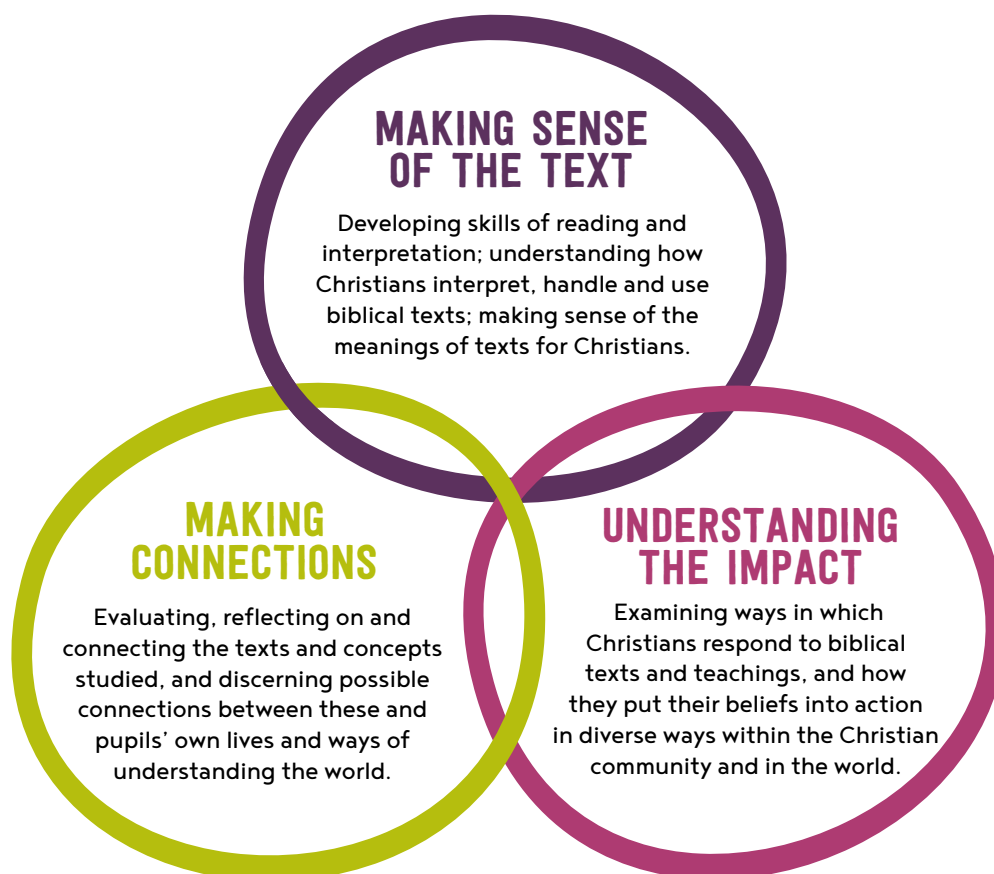 MAKING SENSE
OF THE TEXT
Developing skills of reading and
interpretation; understanding how
Christians interpret, handle and use
biblical texts; making sense of the
meanings of texts for Christians.
MAKING
CONNECTIONS
Evaluating, reflecting on and
connecting the texts and concepts
studied, and discerning possible
connections between these and
pupils’ own lives and ways of
understanding the world.
UNDERSTANDING
THE IMPACT
Examining ways in which
Christians respond to biblical
texts and teachings, and how
they put their beliefs into action
in diverse ways within the Christian
community and in the world.